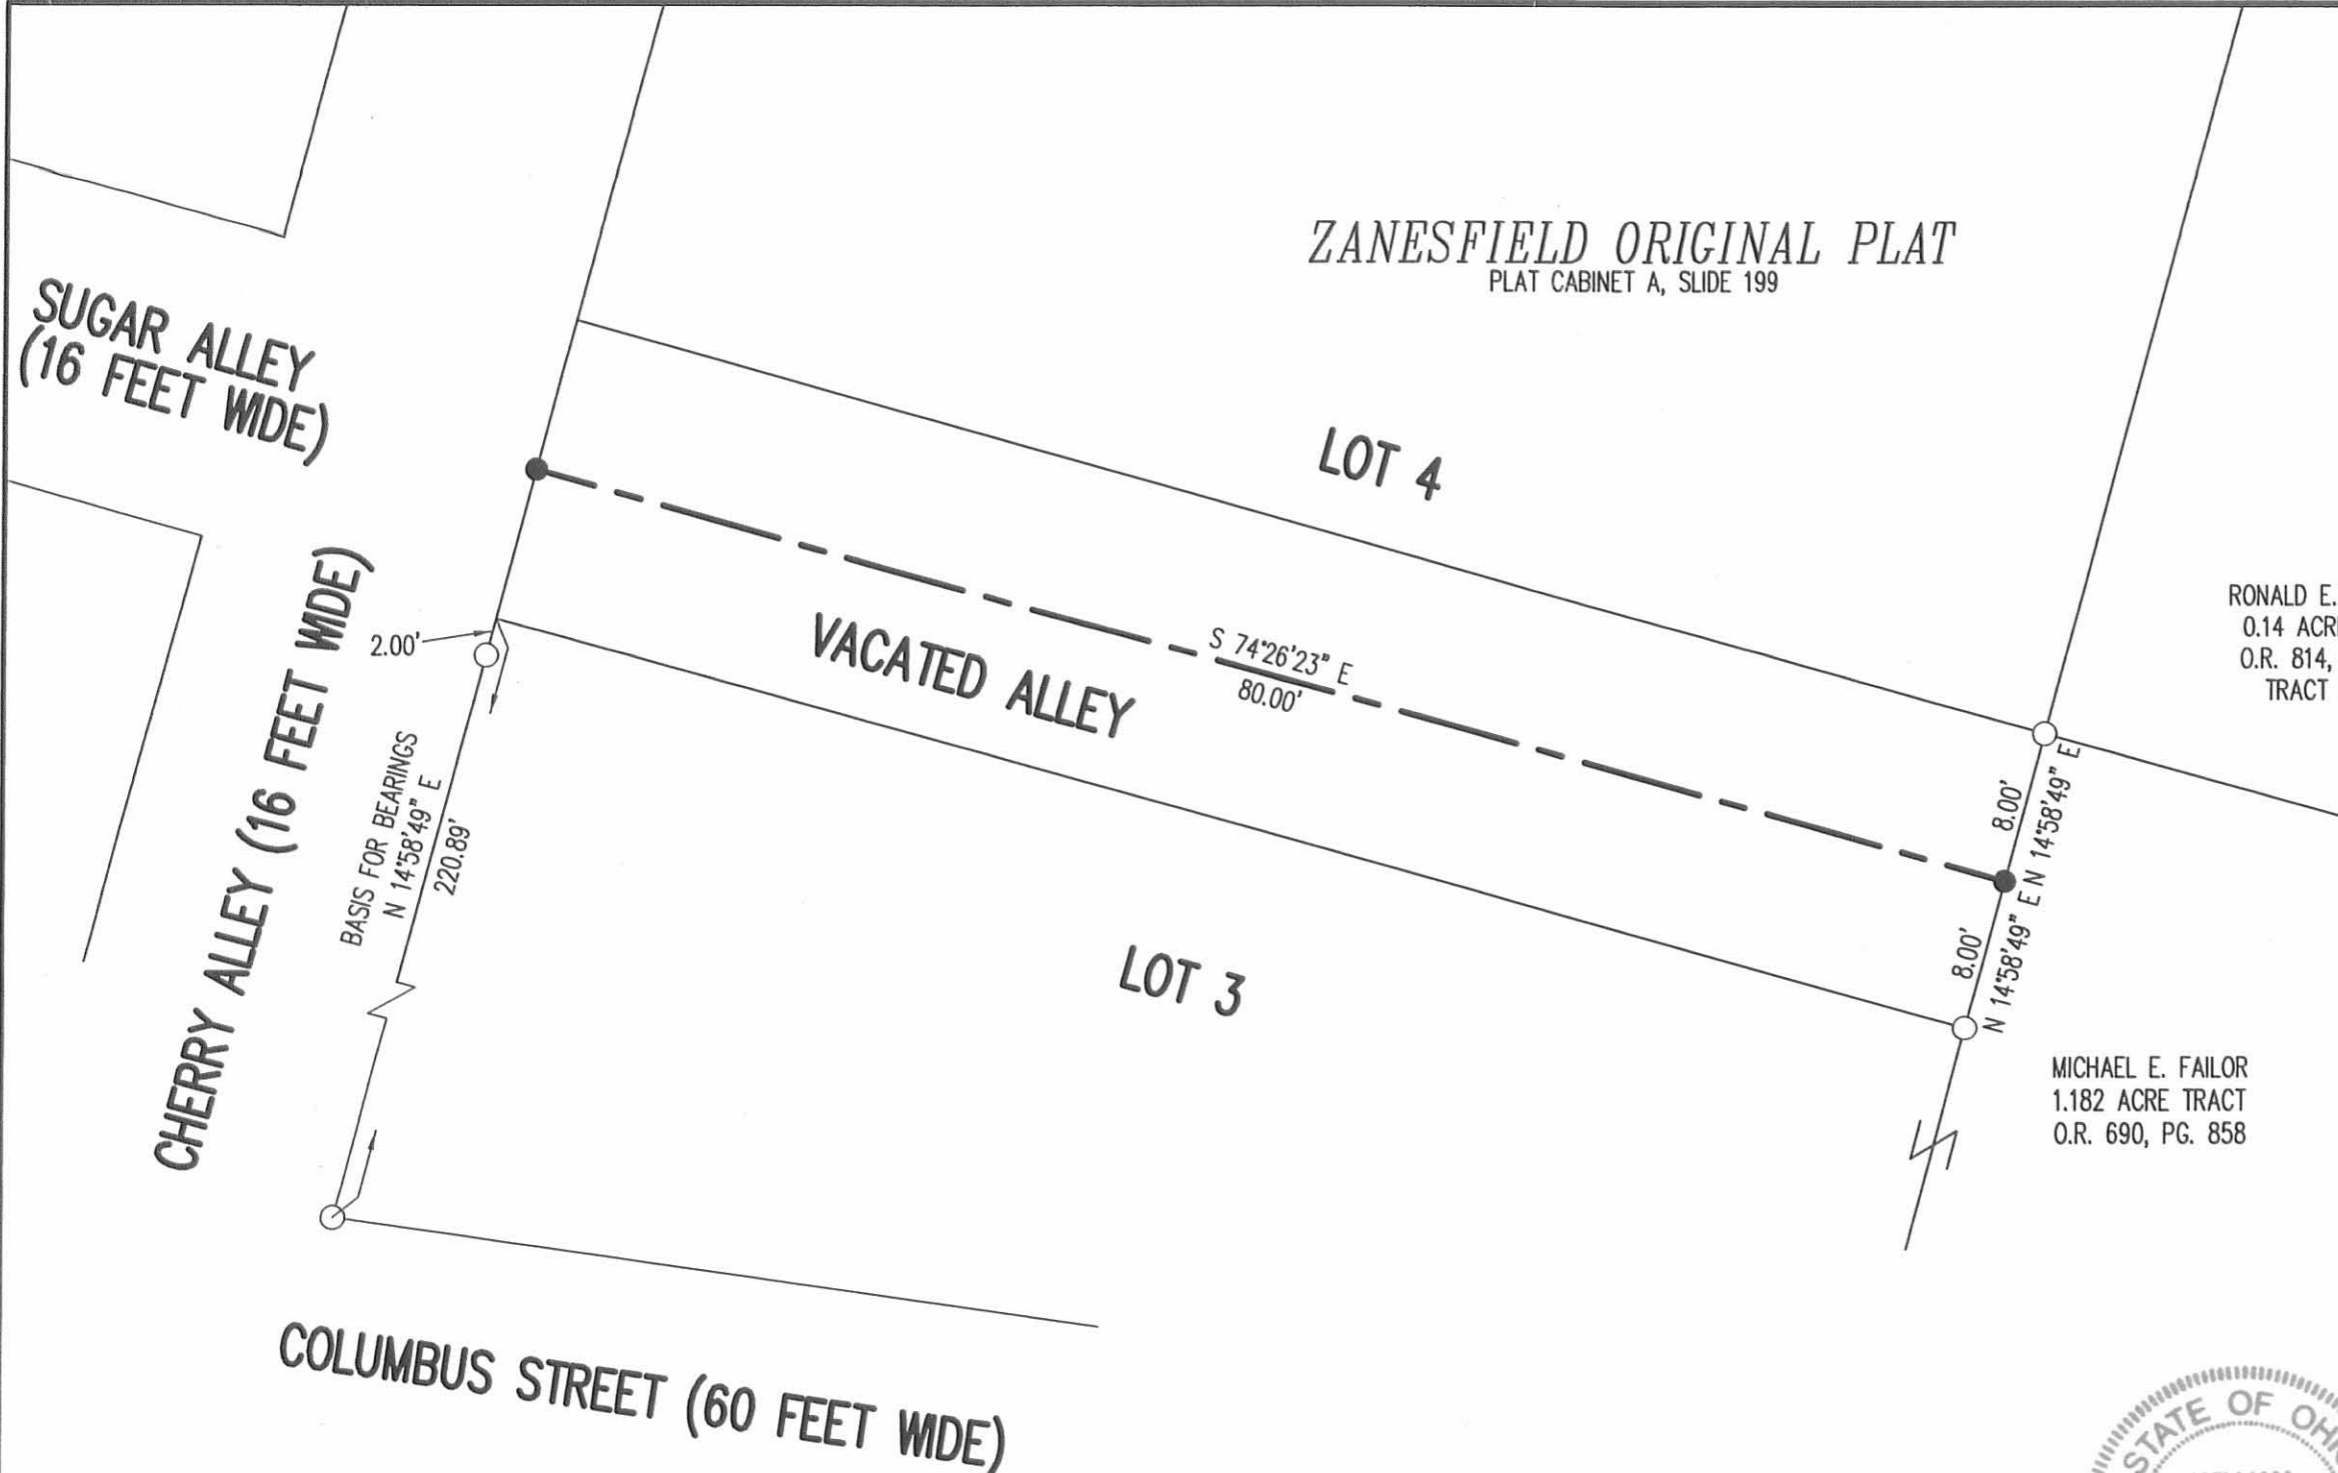 ZANESFIELD ORIGINAL PLAT
PLAT CABINET A, SLIDE 199
SUGAR ALLEY
(16 FEET WIDE)
LOT 4
RONALD E.
0.14 ACR
O.R. 814,
TRACT
VACATED ALLEY
S 74°26'23" E
80.00'
2.00'
CHERRY ALLEY (16 FEET WIDE)
BASIS FOR BEARINGS
N 14°58'49" E
220.89'
8.00'
N 14°58'49" E
8.00'
N 14°58'49" E
LOT 3
MICHAEL E. FAILOR
1.182 ACRE TRACT
O.R. 690, PG. 858
COLUMBUS STREET (60 FEET WIDE)
STATE OF OH